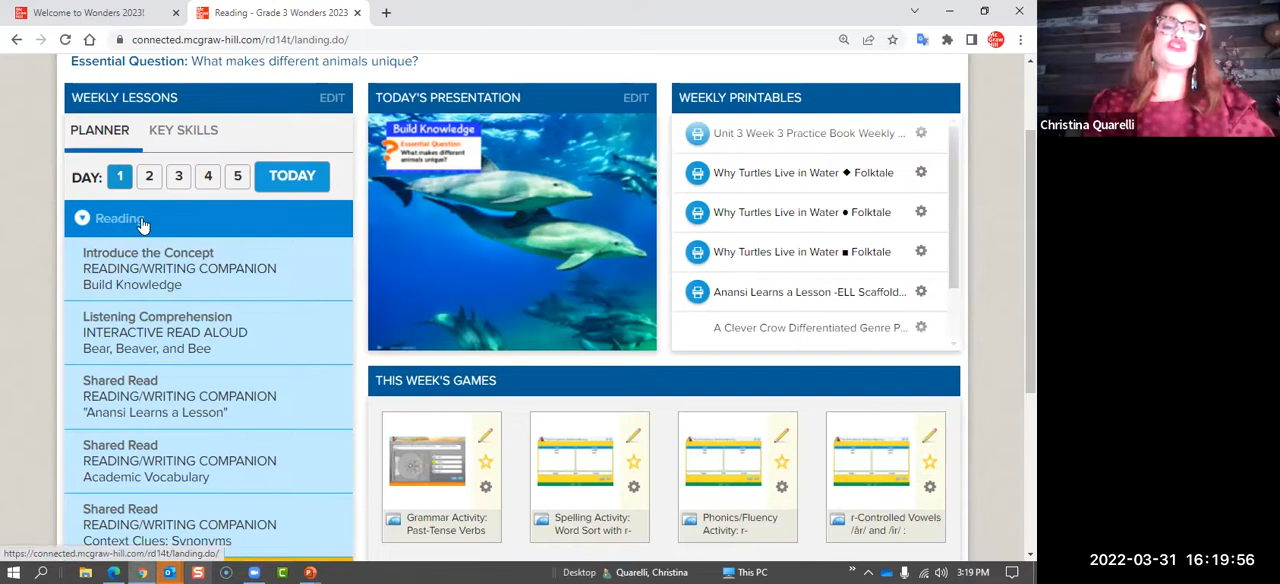 Welcome to Wonders 2023!
Reading - Grade 3 Wonders 2023
connected.mcgraw-hill.com/rd14t/landing.do/
Essential Question: What makes different animals unique?
WEEKLY LESSONS
EDIT
PLANNER
KEY SKILLS
DAY:
1
2
3
4
5
TODAY
Reading
Introduce the Concept
READING/WRITING COMPANION
Build Knowledge
Listening Comprehension
INTERACTIVE READ ALOUD
Bear, Beaver, and Bee
Shared Read
READING/WRITING COMPANION
"Anansi Learns a Lesson"
Shared Read
READING/WRITING COMPANION
Academic Vocabulary
Shared Read
READING/WRITING COMPANION
Context Clues: Synonyms
https://connected.mcgraw-hill.com/rd14t/landing.do/
TODAY'S PRESENTATION
EDIT
Build Knowledge
Essential Question
What makes different
animals unique?
WEEKLY PRINTABLES
Unit 3 Week 3 Practice Book Weekly ...
Why Turtles Live in Water ◆ Folktale
Why Turtles Live in Water ● Folktale
Why Turtles Live in Water ■ Folktale
Anansi Learns a Lesson -ELL Scaffold...
A Clever Crow Differentiated Genre P...
THIS WEEK'S GAMES
Grammar Activity:
Past-Tense Verbs
Spelling Activity:
Word Sort with r-
Phonics/Fluency
Activity: r-
r-Controlled Vowels
/âr/ and /îr/ :
Christina Quarelli
2022-03-31 16:19:56
Desktop
Quarelli, Christina
This PC
3:19 PM